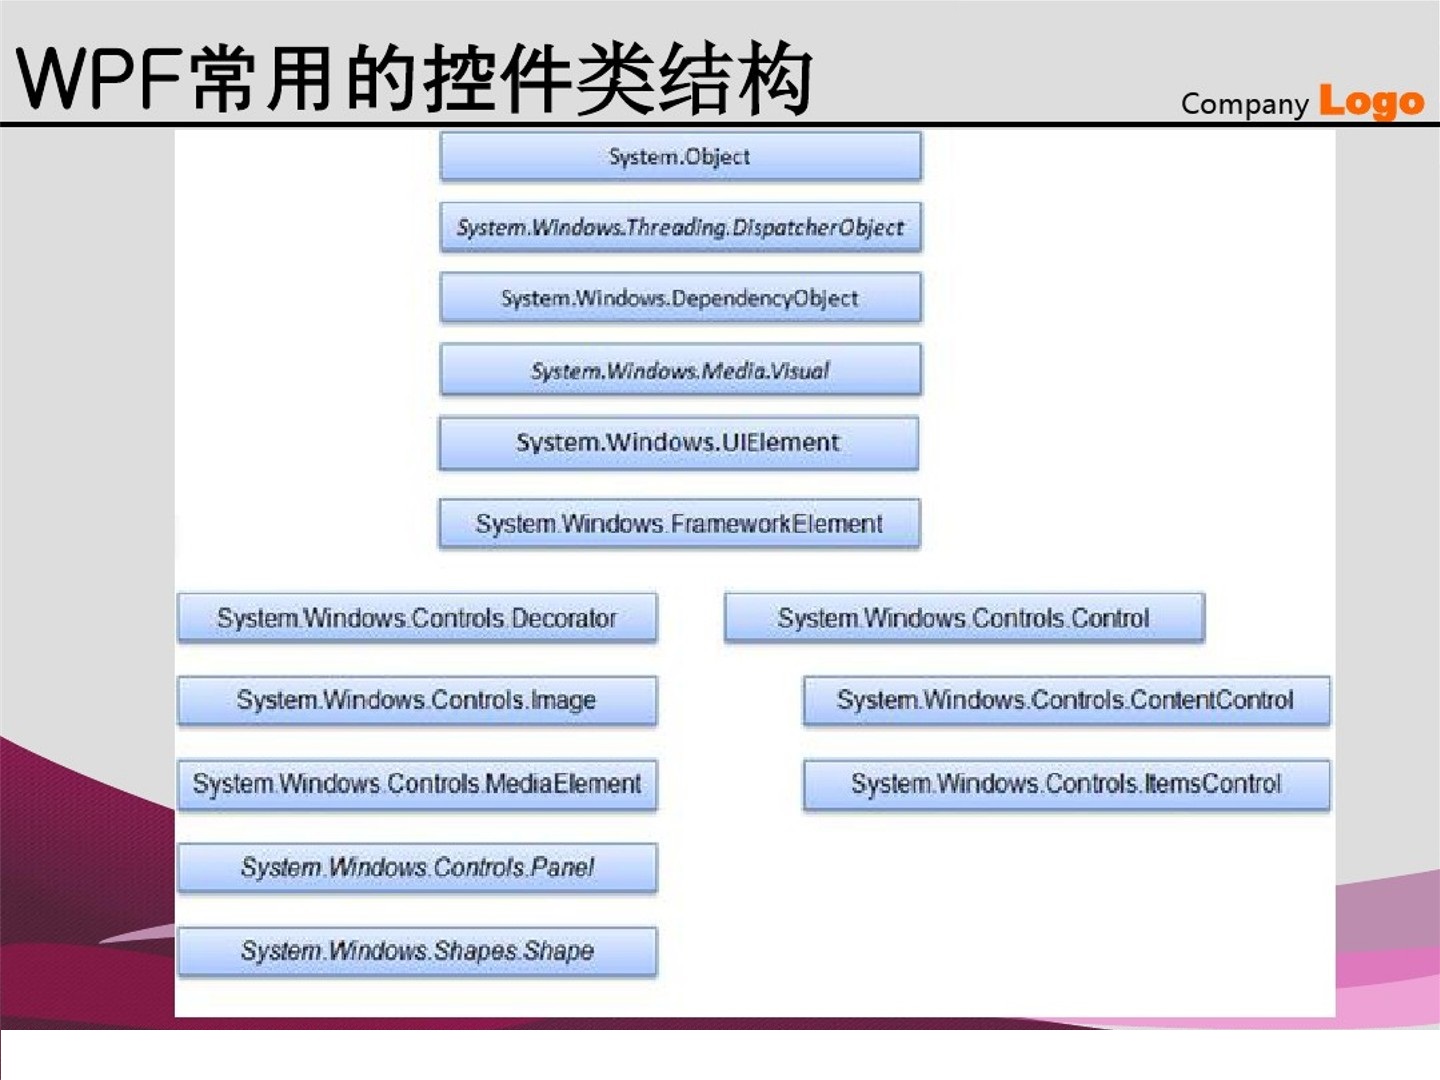 WPF常用的控件类结构
Company Logo
System.Object
System.Windows.Threading.DispatcherObject
System.Windows.DependencyObject
System.Windows.Media.Visual
System.Windows.UIElement
System.Windows.FrameworkElement
System.Windows.Controls.Decorator
System.Windows.Controls.Control
System.Windows.Controls.Image
System.Windows.Controls.ContentControl
System.Windows.Controls.MediaElement
System.Windows.Controls.ItemsControl
System.Windows.Controls.Panel
System.Windows.Shapes.Shape